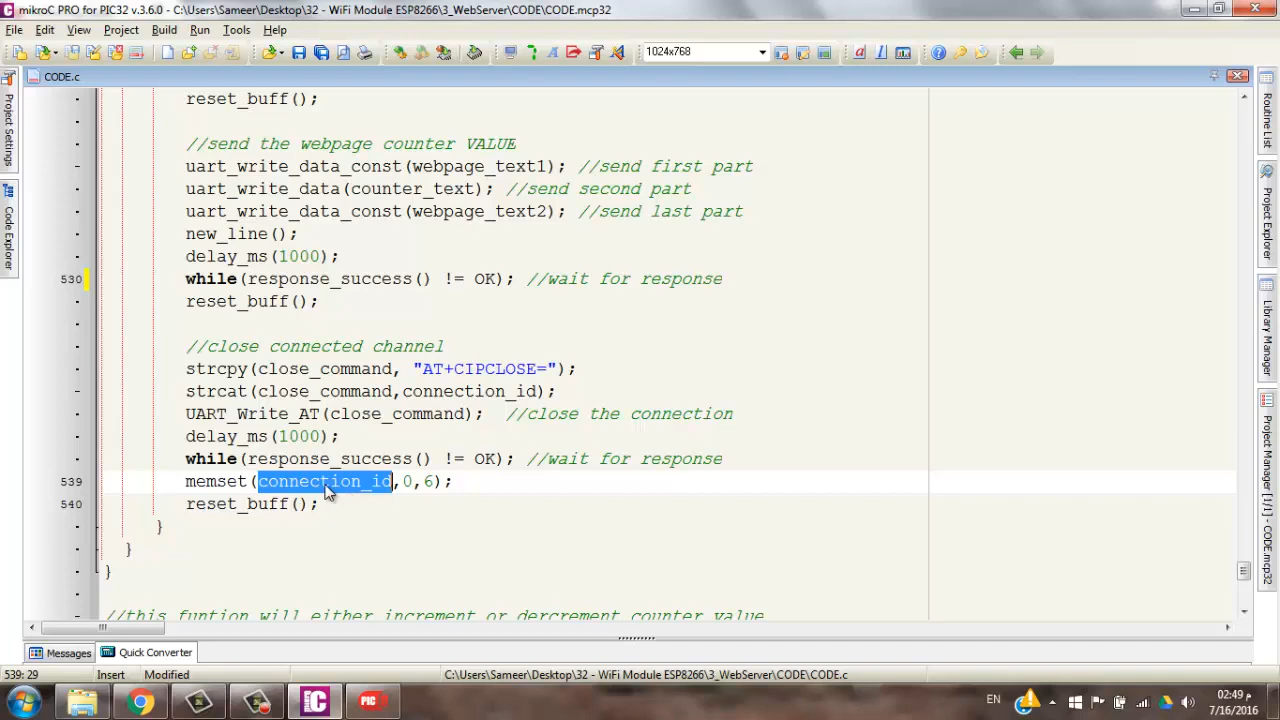 mikroC PRO for PIC32 v.3.6.0 - C:\Users\Sameer\Desktop\32 - WiFi Module ESP8266\3_WebServer\CODE\CODE.mcp32
File Edit View Project Build Run Tools Help
1024x768
CODE.c
reset_buff();
//send the webpage counter VALUE
uart_write_data_const(webpage_text1); //send first part
uart_write_data(counter_text); //send second part
uart_write_data_const(webpage_text2); //send last part
new_line();
delay_ms(1000);
530 while(response_success() != OK); //wait for response
reset_buff();
//close connected channel
strcpy(close_command, "AT+CIPCLOSE=");
strcat(close_command,connection_id);
UART_Write_AT(close_command); //close the connection
delay_ms(1000);
while(response_success() != OK); //wait for response
539 memset(connection_id,0,6);
540 reset_buff();
}
}
}
//this funtion will either increment or dercrement counter value
Project Settings
Code Explorer
Routine List
Project Explorer
Library Manager
Project Manager [1/1] - CODE.mcp32
Messages Quick Converter
539: 29 Insert Modified C:\Users\Sameer\Desktop\32 - WiFi Module ESP8266\3_WebServer\CODE\CODE.c
PIC
EN
02:49 م
7/16/2016